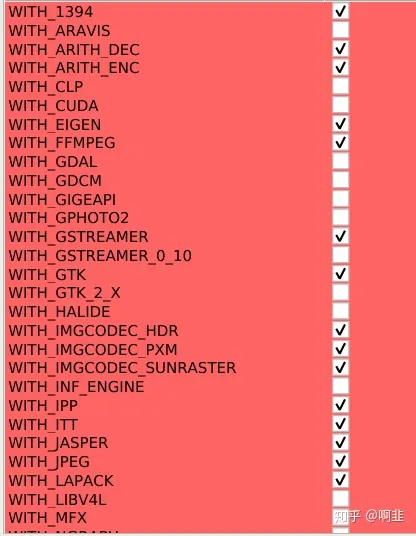 WITH_1394
WITH_ARAVIS
WITH_ARITH_DEC
WITH_ARITH_ENC
WITH_CLP
WITH_CUDA
WITH_EIGEN
WITH_FFMPEG
WITH_GDAL
WITH_GDCM
WITH_GIGEAPI
WITH_GPHOTO2
WITH_GSTREAMER
WITH_GSTREAMER_0_10
WITH_GTK
WITH_GTK_2_X
WITH_HALIDE
WITH_IMGCODEC_HDR
WITH_IMGCODEC_PXM
WITH_IMGCODEC_SUNRASTER
WITH_INF_ENGINE
WITH_IPP
WITH_ITT
WITH_JASPER
WITH_JPEG
WITH_LAPACK
WITH_LIBV4L
WITH_MFX
知乎 @啊韭